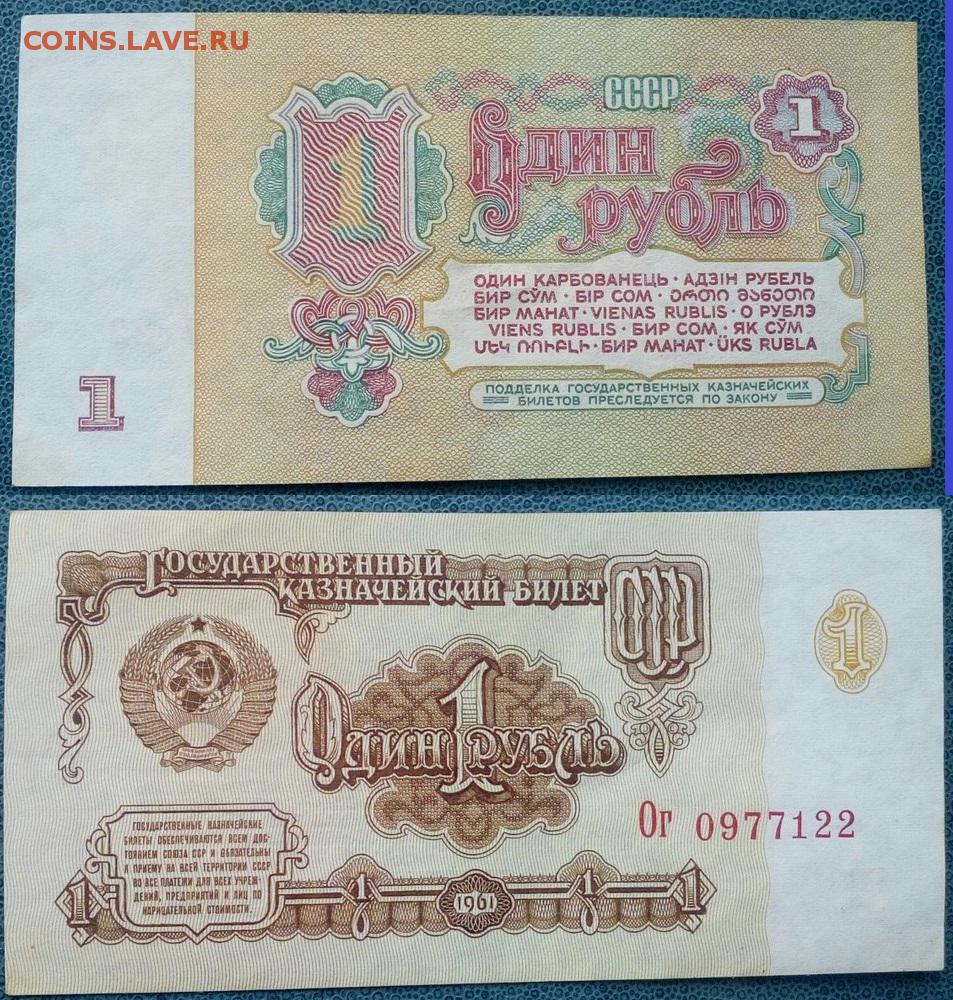 COINS.LAVE.RU
СССР
1
1
Один
рубль
ОДИН КАРБОВАНЕЦЬ · АДЗІН РУБЕЛЬ
БИР СЎМ · БІР СОМ · ᲔᲠᲗᲘ ᲛᲐᲜᲔᲗᲘ
БИР МАНАТ · VIENAS RUBLIS · О РУБЛЭ
VIENS RUBLIS · БИР СОМ · ЯК СӮМ
ՄԵԿ ՌՈՒԲԼԻ · БИР МАНАТ · ÜKS RUBLA
ПОДДЕЛКА ГОСУДАРСТВЕННЫХ КАЗНАЧЕЙСКИХ
БИЛЕТОВ ПРЕСЛЕДУЕТСЯ ПО ЗАКОНУ
1
ГОСУДАРСТВЕННЫЙ
КАЗНАЧЕЙСКИЙ БИЛЕТ
СССР
1
1
Один рубль
Ог 0977122
ГОСУДАРСТВЕННЫЕ КАЗНАЧЕЙСКИЕ
БИЛЕТЫ ОБЕСПЕЧИВАЮТСЯ ВСЕМ ДОС-
ТОЯНИЕМ СОЮЗА ССР И ОБЯЗАТЕЛЬНЫ
К ПРИЕМУ НА ВСЕЙ ТЕРРИТОРИИ СССР
ВО ВСЕ ПЛАТЕЖИ ДЛЯ ВСЕХ УЧРЕЖ-
ДЕНИЙ, ПРЕДПРИЯТИЙ И ЛИЦ ПО
НАРИЦАТЕЛЬНОЙ СТОИМОСТИ.
1 1 1961 1 1